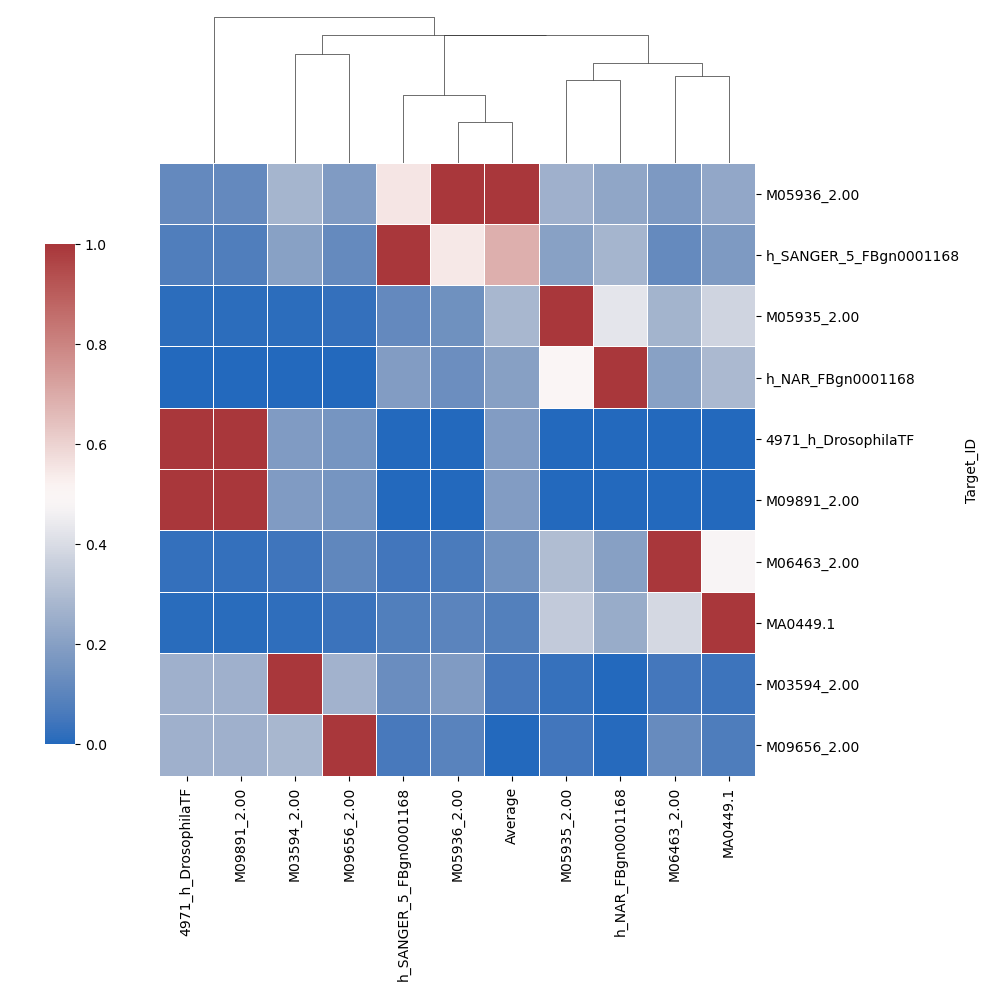 M05936_2.00
h_SANGER_5_FBgn0001168
M05935_2.00
h_NAR_FBgn0001168
4971_h_DrosophilaTF
M09891_2.00
M06463_2.00
MA0449.1
M03594_2.00
M09656_2.00
Target_ID
1.0
0.8
0.6
0.4
0.2
0.0
4971_h_DrosophilaTF
M09891_2.00
M03594_2.00
M09656_2.00
h_SANGER_5_FBgn0001168
M05936_2.00
Average
M05935_2.00
h_NAR_FBgn0001168
M06463_2.00
MA0449.1